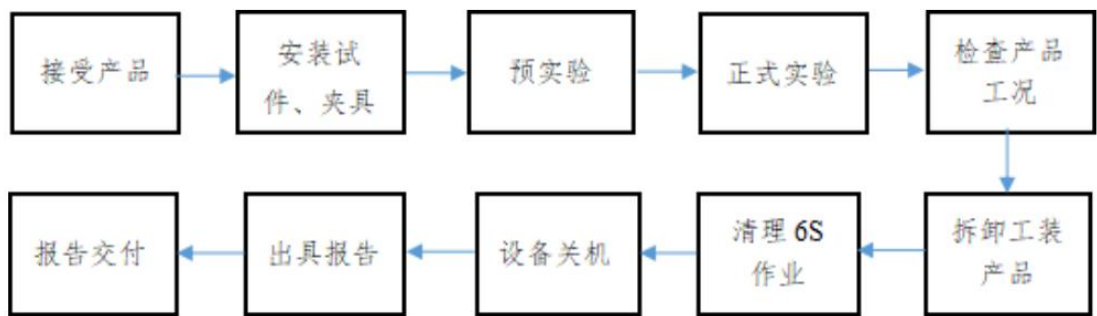 接受产品
安装试
件、夹具
预实验
正式实验
检查产品
工况
拆卸工装
产品
清理 6S
作业
设备关机
出具报告
报告交付